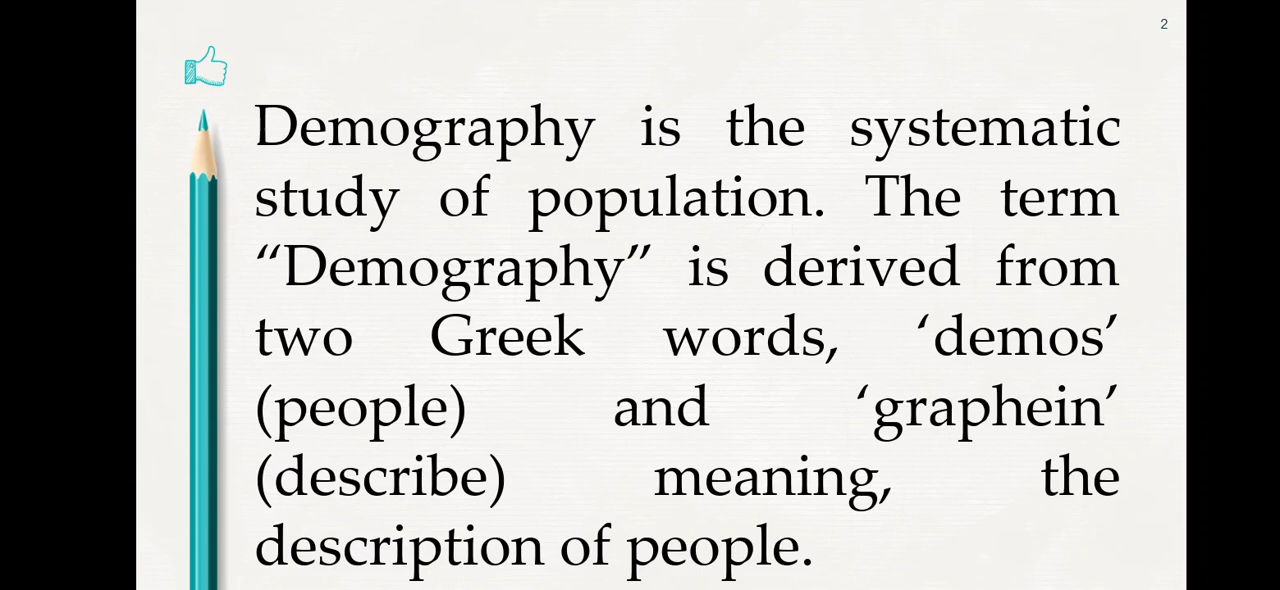 2
Demography is the systematic
study of population. The term
“Demography” is derived from
two Greek words, ‘demos’
(people) and ‘graphein’
(describe) meaning, the
description of people.